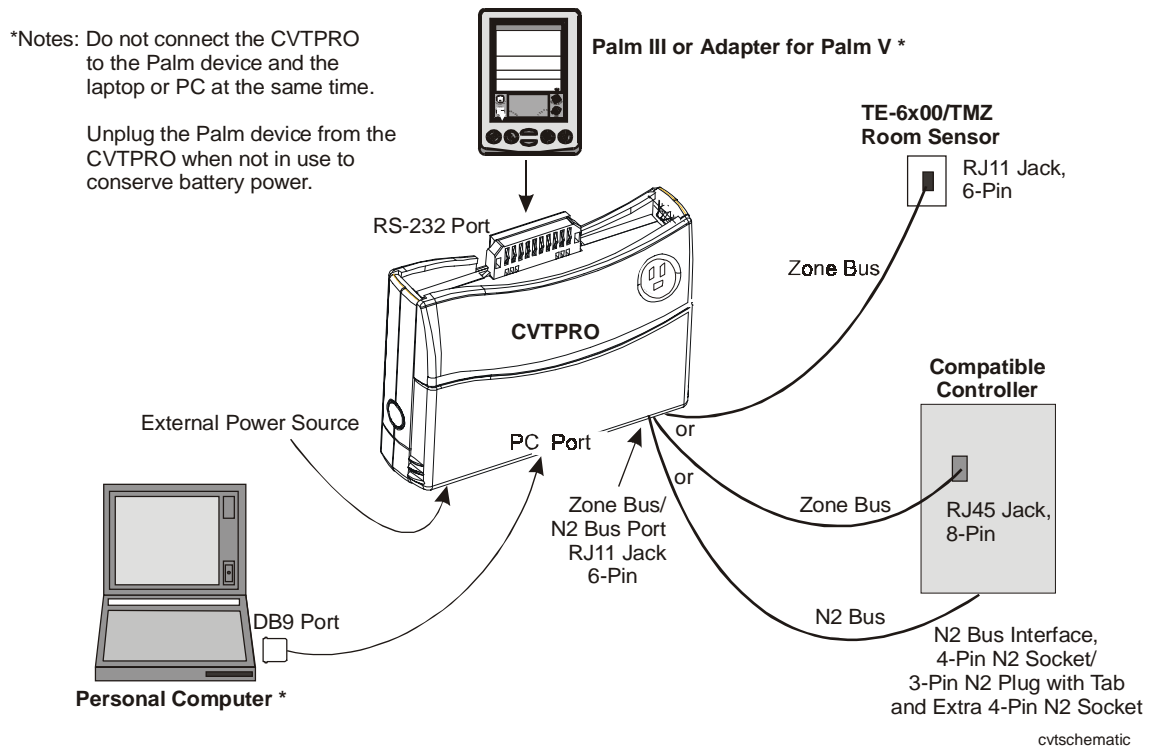 *Notes: Do not connect the CVTPRO
to the Palm device and the
laptop or PC at the same time.
Unplug the Palm device from the
CVTPRO when not in use to
conserve battery power.
Palm III or Adapter for Palm V *
TE-6x00/TMZ
Room Sensor
RJ11 Jack,
6-Pin
RS-232 Port
Zone Bus
CVTPRO
Compatible
Controller
External Power Source
PC Port
or
or
Zone Bus/
N2 Bus Port
RJ11 Jack
6-Pin
Zone Bus
RJ45 Jack,
8-Pin
DB9 Port
N2 Bus
N2 Bus Interface,
4-Pin N2 Socket/
3-Pin N2 Plug with Tab
and Extra 4-Pin N2 Socket
Personal Computer *
cvtschematic